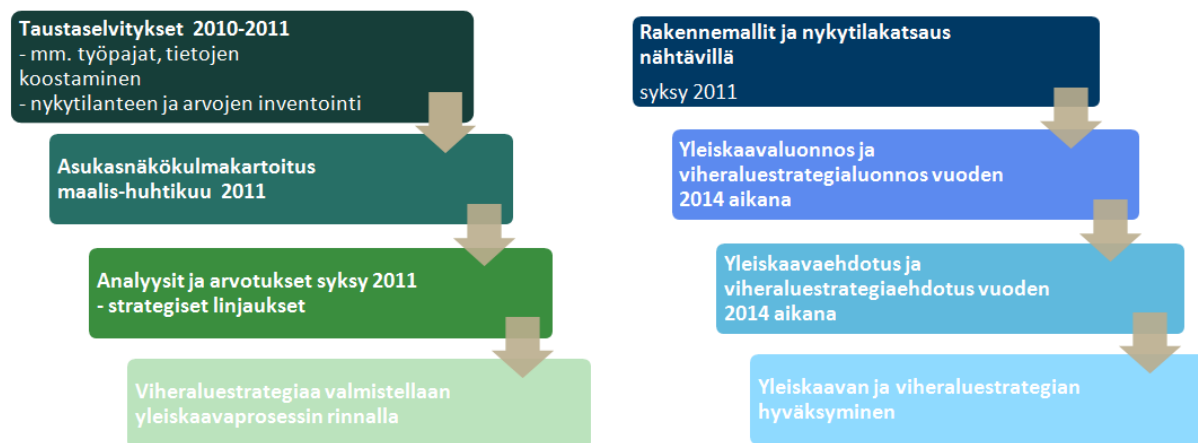 Taustaselvitykset 2010-2011
- mm. työpajat, tietojen
koostaminen
- nykytilanteen ja arvojen inventointi
Asukasnäkökulmakartoitus
maalis-huhtikuu 2011
Analyysit ja arvotukset syksy 2011
- strategiset linjaukset
Viheraluestrategiaa valmistellaan
yleiskaavaprosessin rinnalla
Rakennemallit ja nykytilakatsaus
nähtävillä
syksy 2011
Yleiskaavaluonnos ja
viheraluestrategialuonnos vuoden
2014 aikana
Yleiskaavaehdotus ja
viheraluestrategiaehdotus vuoden
2014 aikana
Yleiskaavan ja viheraluestrategian
hyväksyminen